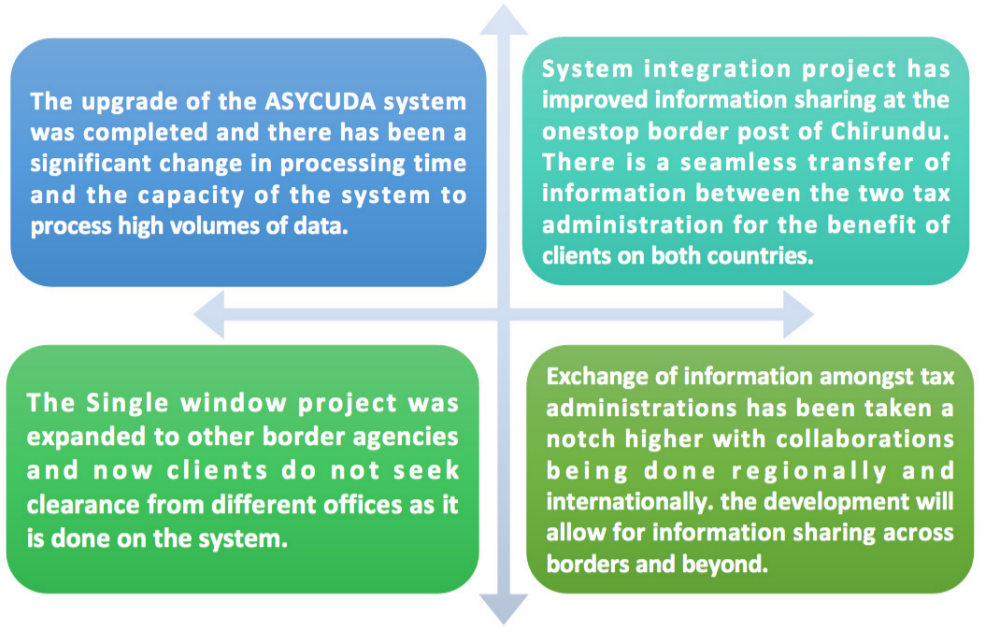 The upgrade of the ASYCUDA system
was completed and there has been a
significant change in processing time
and the capacity of the system to
process high volumes of data.
System integration project has
improved information sharing at the
onestop border post of Chirundu.
There is a seamless transfer of
information between the two tax
administration for the benefit of
clients on both countries.
The Single window project was
expanded to other border agencies
and now clients do not seek
clearance from different offices as it
is done on the system.
Exchange of information amongst tax
administrations has been taken a
notch higher with collaborations
being done regionally and
internationally. the development will
allow for information sharing across
borders and beyond.